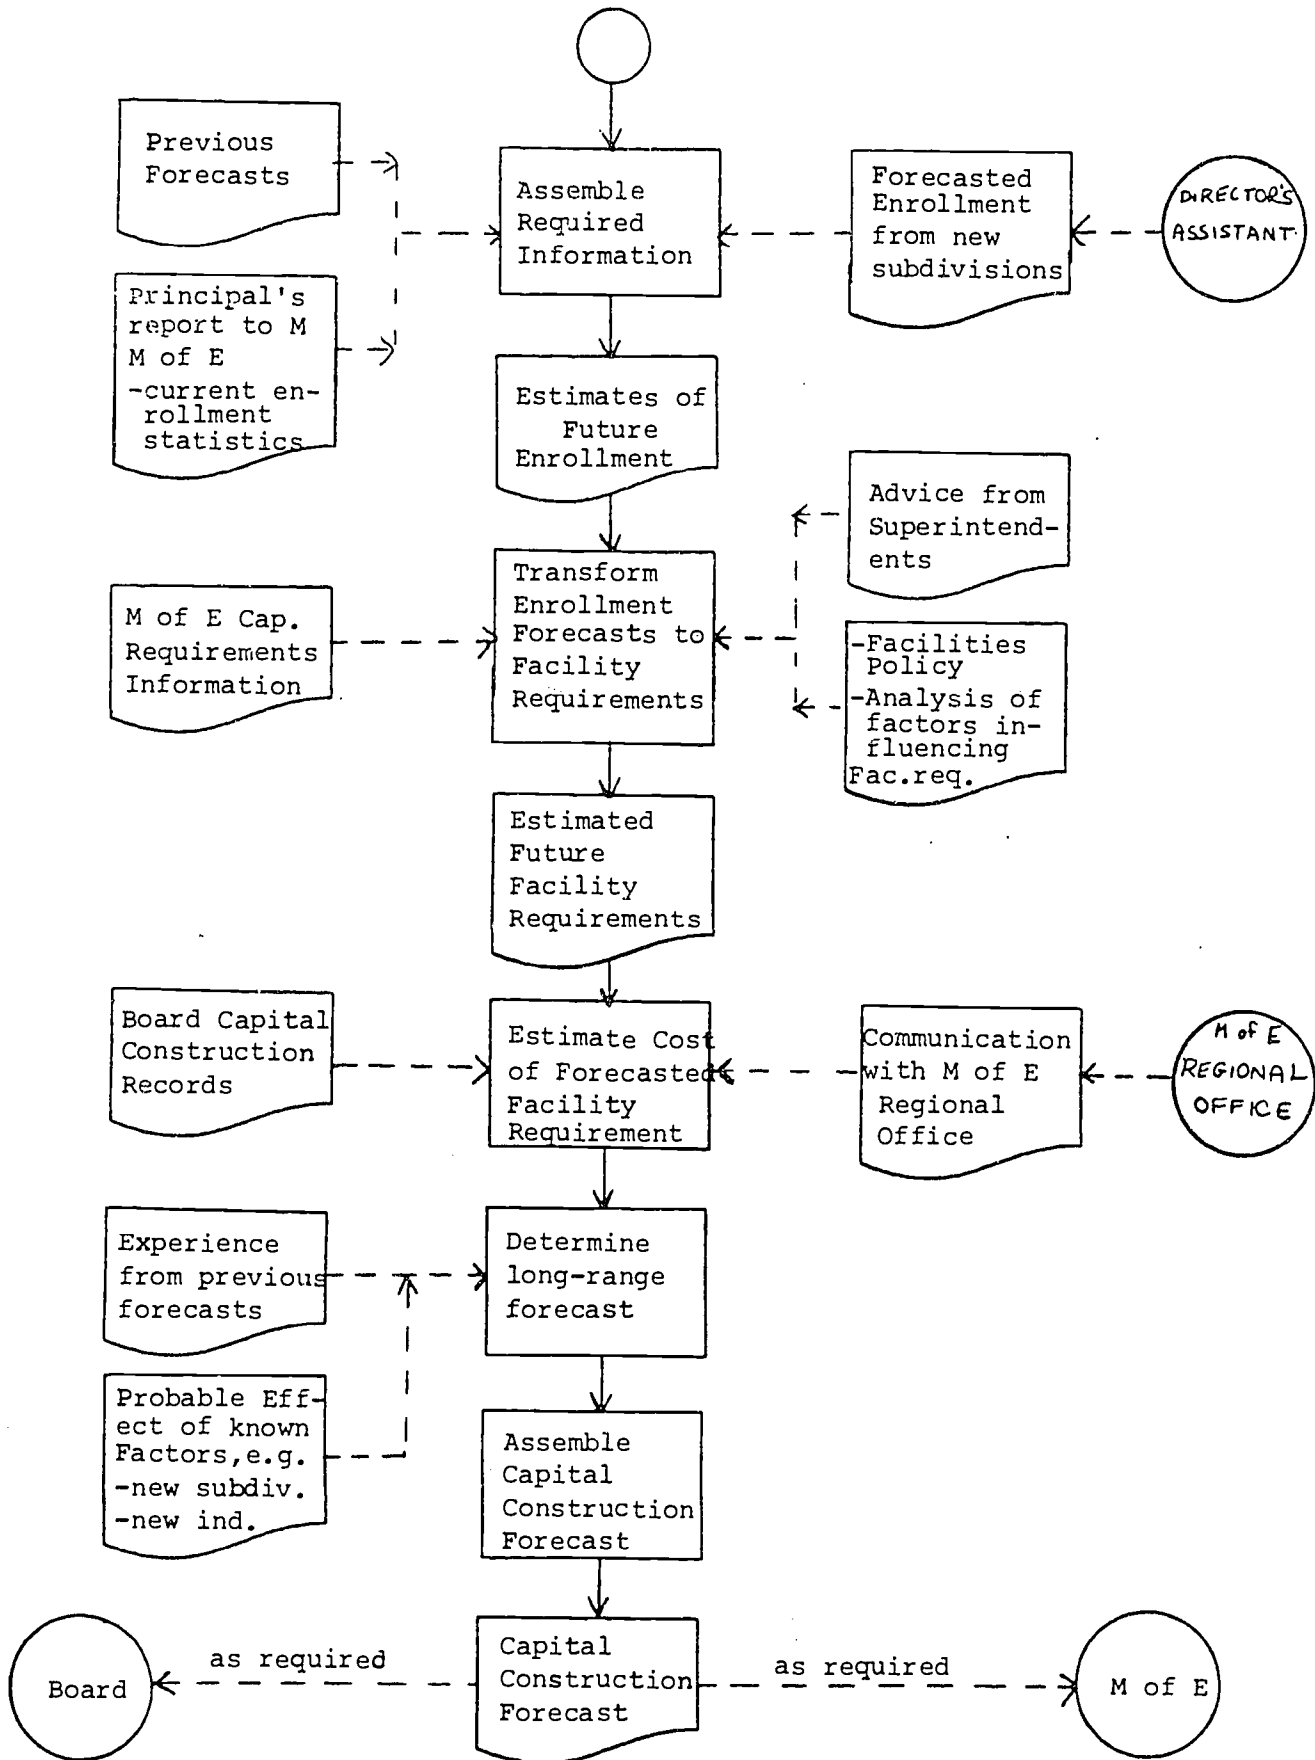 Previous
Forecasts
Assemble
Required
Information
Forecasted
Enrollment
from new
subdivisions
DIRECTOR'S
ASSISTANT.
Principal's
report to M
M of E
-current en-
rollment
statistics
Estimates of
Future
Enrollment
Advice from
Superintend-
ents
M of E Cap.
Requirements
Information
Transform
Enrollment
Forecasts to
Facility
Requirements
-Facilities
Policy
-Analysis of
factors in-
fluencing
Fac.req.
Estimated
Future
Facility
Requirements
Board Capital
Construction
Records
Estimate Cost
of Forecasted
Facility
Requirement
Communication
with M of E
Regional
Office
M of E
REGIONAL
OFFICE
Experience
from previous
forecasts
Determine
long-range
forecast
Probable Eff-
ect of known
Factors,e.g.
-new subdiv.
-new ind.
Assemble
Capital
Construction
Forecast
Board
as required
Capital
Construction
Forecast
as required
M of E